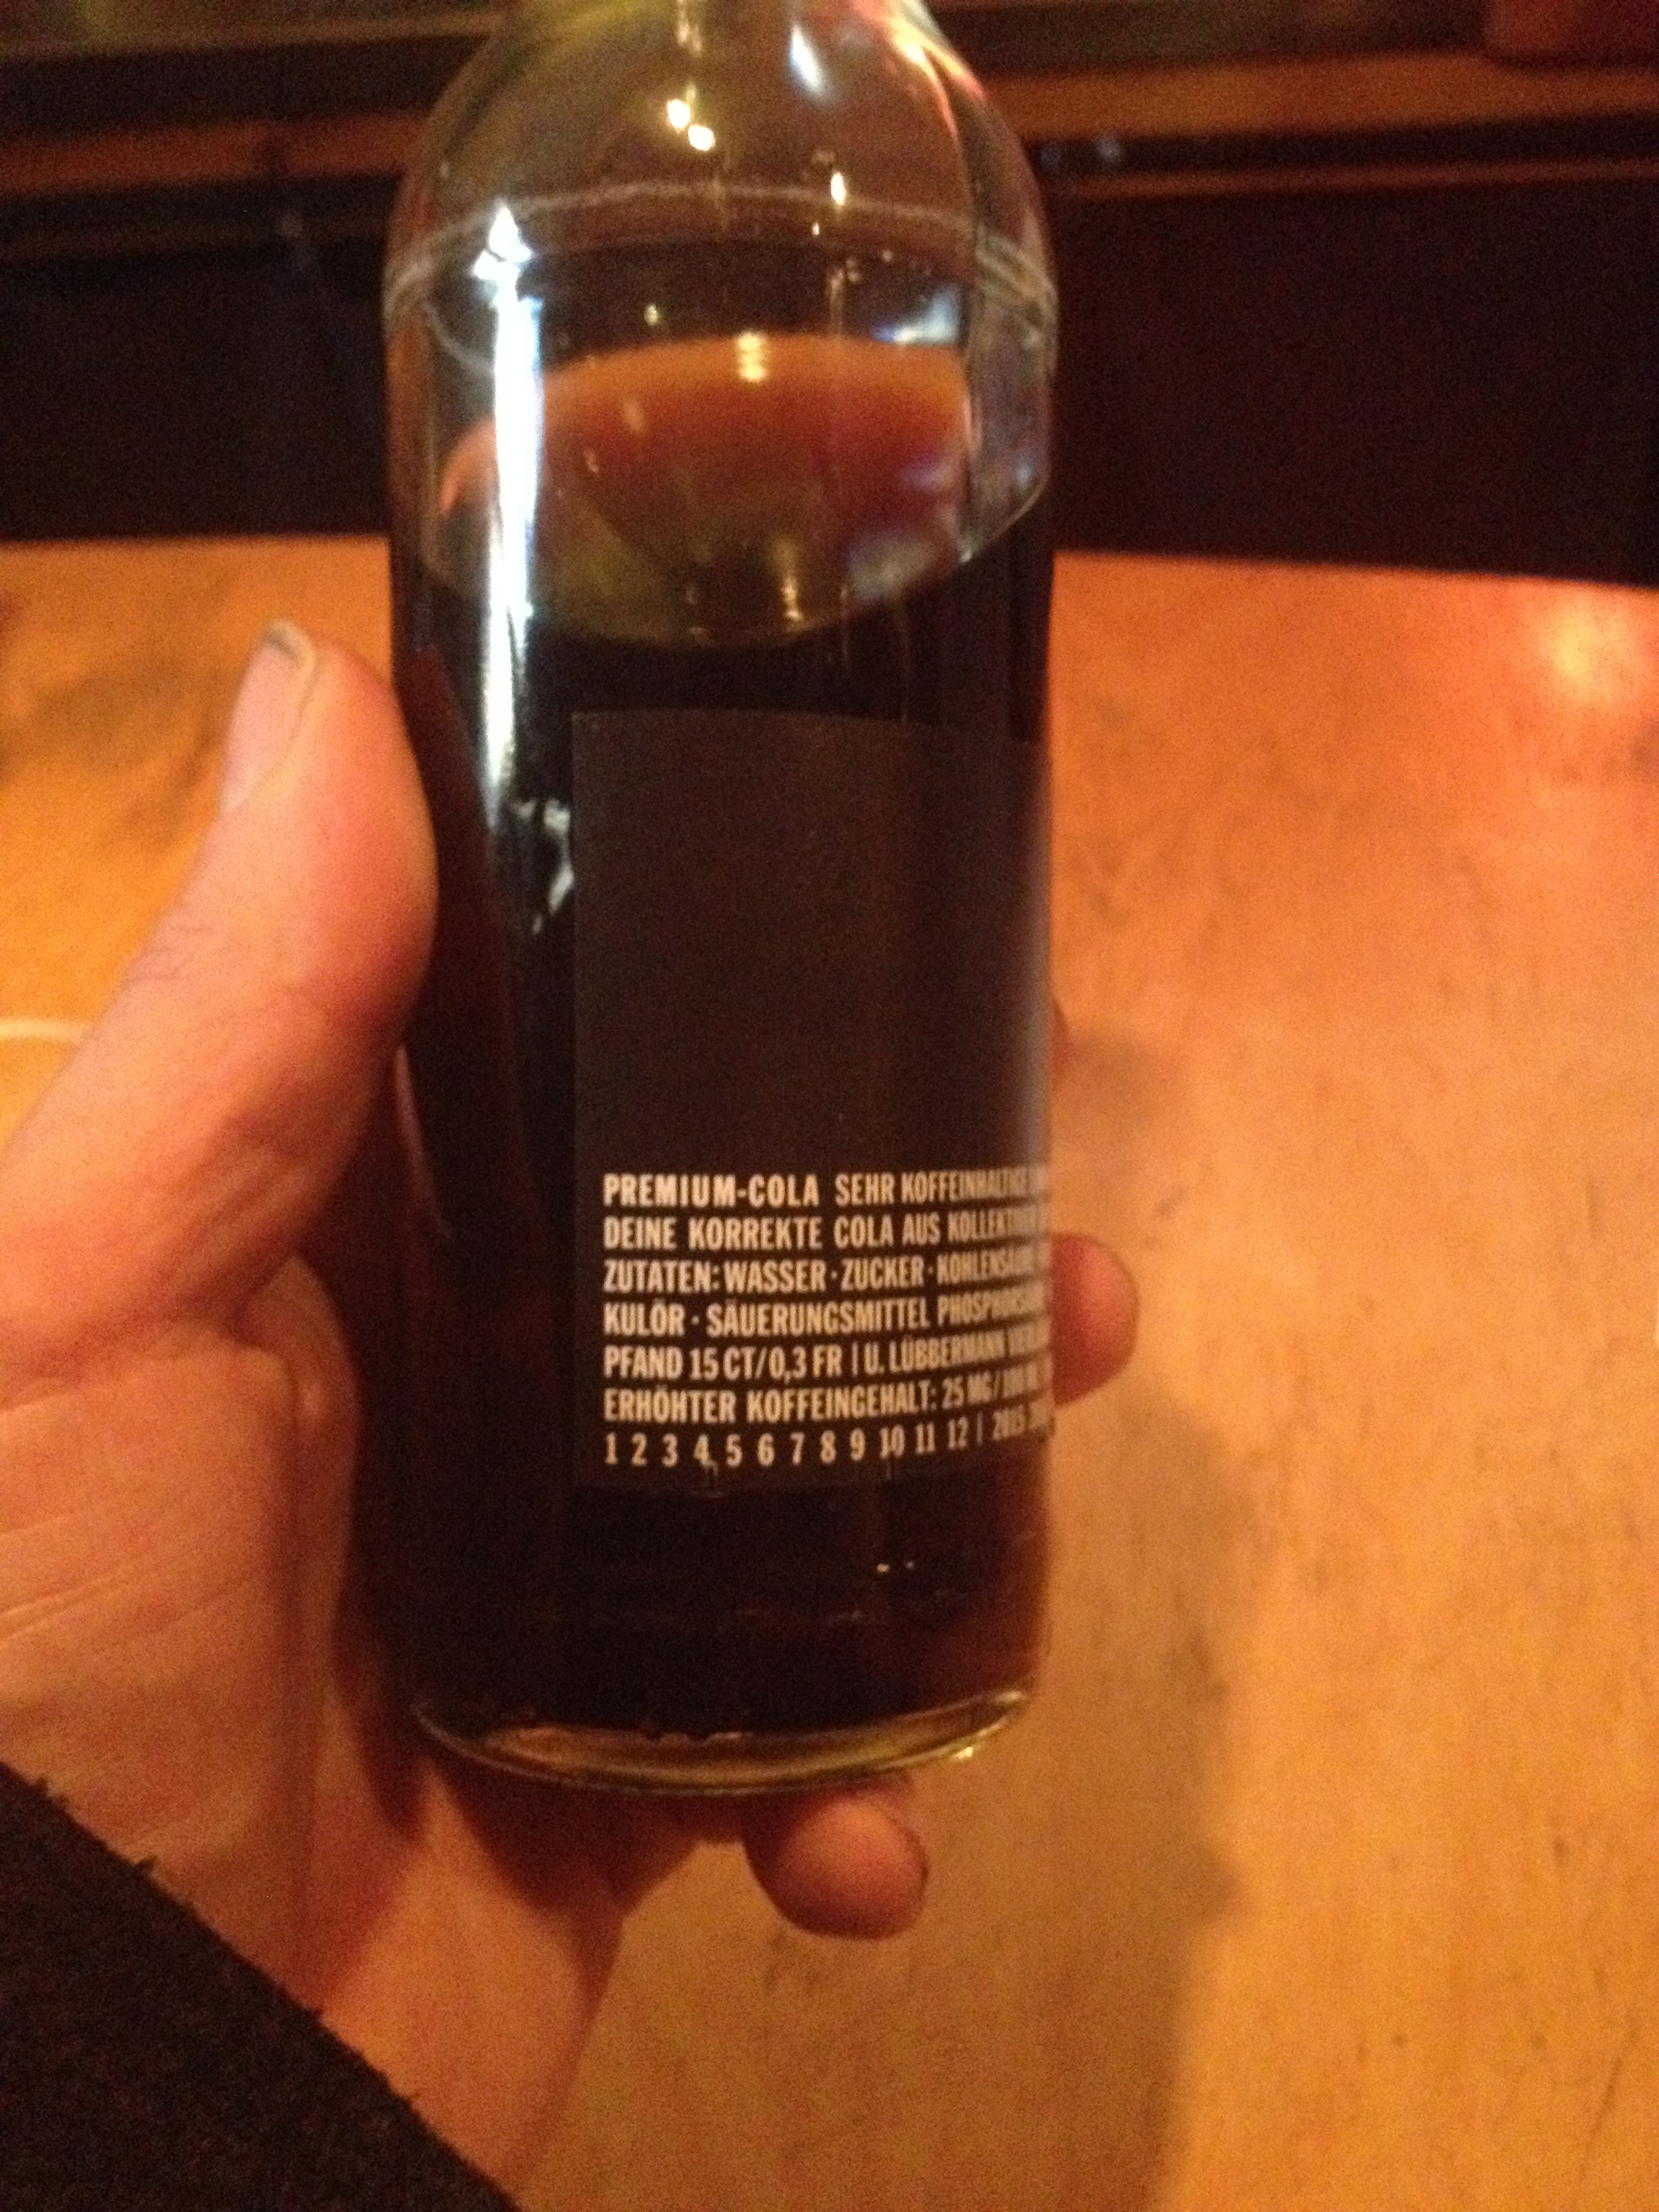 PREMIUM-COLA SEHR KOFFEINHALTIGE
DEINE KORREKTE COLA AUS
ZUTATEN: WASSER · ZUCKER · KOHLENSÄURE
KULÖR · SÄUERUNGSMITTEL
PFAND 15 CT/0,3 FR | U. LÜBBERMANN
ERHÖHTER KOFFEINGEHALT: 25 MG/100
1 2 3 4 5 6 7 8 9 10 11 12 | 2015